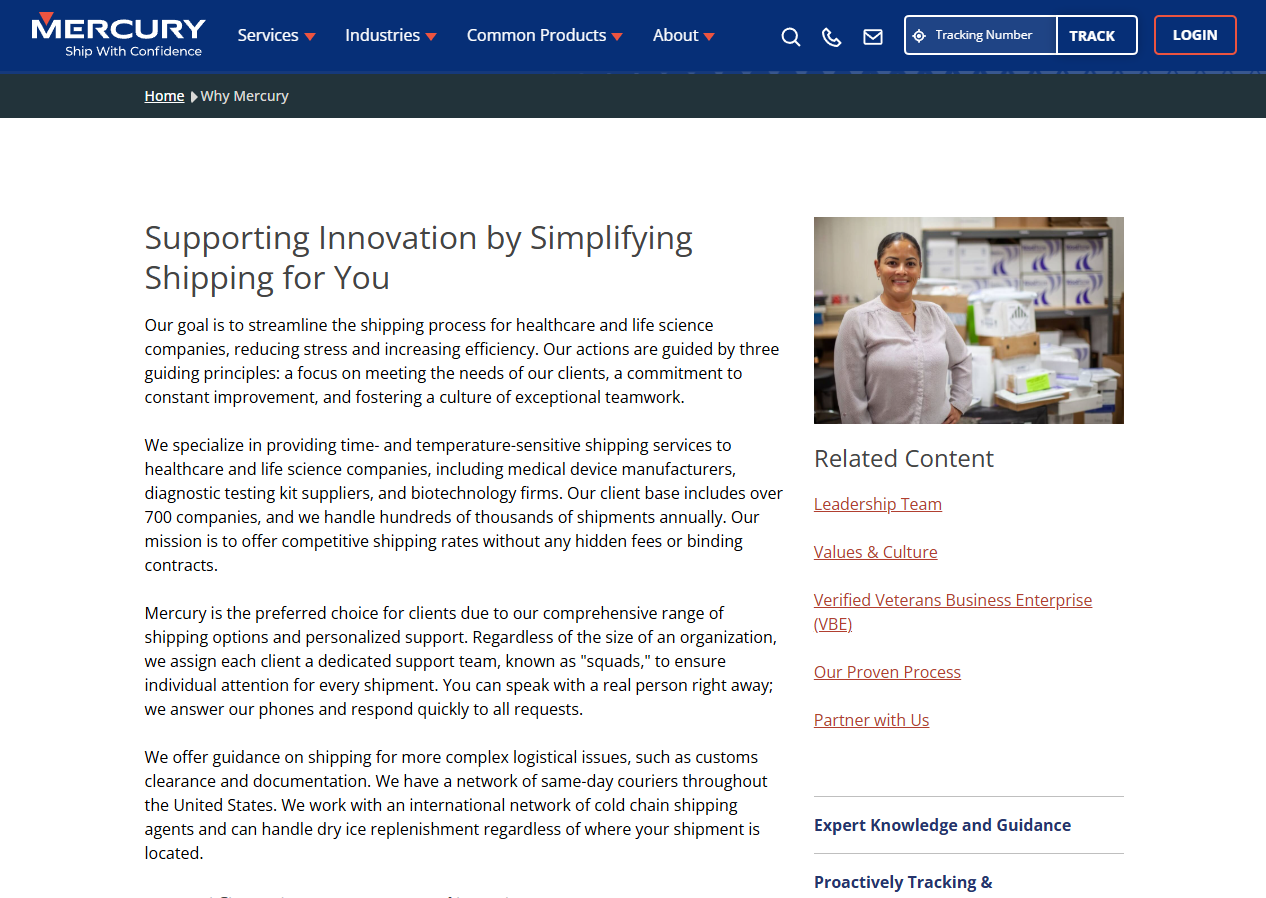 MERCURY
Ship With Confidence
Services
Industries
Common Products
About
Tracking Number
TRACK
LOGIN
Home
Why Mercury
Supporting Innovation by Simplifying
Shipping for You
Our goal is to streamline the shipping process for healthcare and life science
companies, reducing stress and increasing efficiency. Our actions are guided by three
guiding principles: a focus on meeting the needs of our clients, a commitment to
constant improvement, and fostering a culture of exceptional teamwork.
We specialize in providing time- and temperature-sensitive shipping services to
healthcare and life science companies, including medical device manufacturers,
diagnostic testing kit suppliers, and biotechnology firms. Our client base includes over
700 companies, and we handle hundreds of thousands of shipments annually. Our
mission is to offer competitive shipping rates without any hidden fees or binding
contracts.
Mercury is the preferred choice for clients due to our comprehensive range of
shipping options and personalized support. Regardless of the size of an organization,
we assign each client a dedicated support team, known as "squads," to ensure
individual attention for every shipment. You can speak with a real person right away;
we answer our phones and respond quickly to all requests.
We offer guidance on shipping for more complex logistical issues, such as customs
clearance and documentation. We have a network of same-day couriers throughout
the United States. We work with an international network of cold chain shipping
agents and can handle dry ice replenishment regardless of where your shipment is
located.
Related Content
Leadership Team
Values & Culture
Verified Veterans Business Enterprise
(VBE)
Our Proven Process
Partner with Us
Expert Knowledge and Guidance
Proactively Tracking &